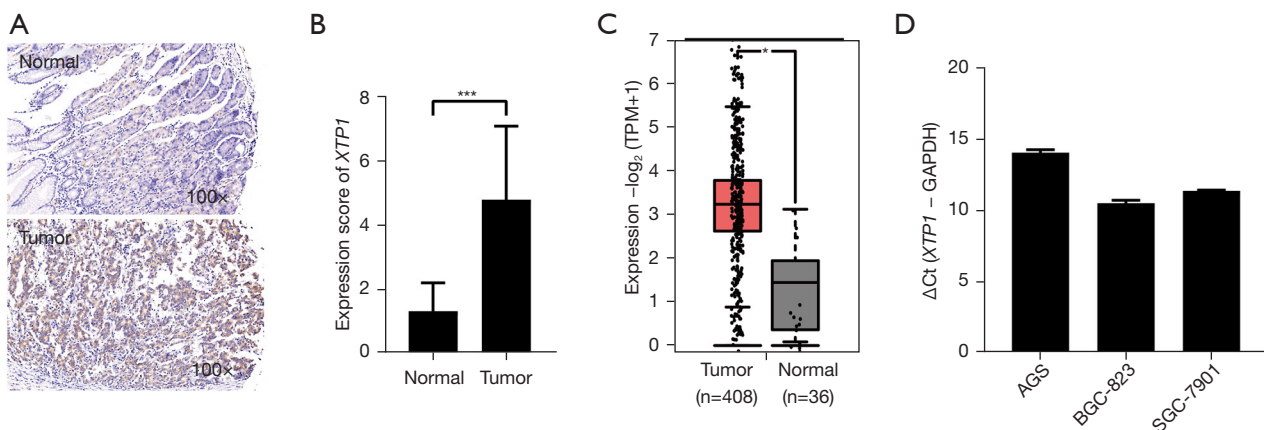 A
Normal
100×
Tumor
100×
B
Expression score of XTP1
8
6
4
2
0
***
Normal
Tumor
C
Expression −log₂ (TPM+1)
7
6
5
4
3
2
1
0
*
Tumor
(n=408)
Normal
(n=36)
D
ΔCt (XTP1 − GAPDH)
20
15
10
5
0
AGS
BGC-823
SGC-7901